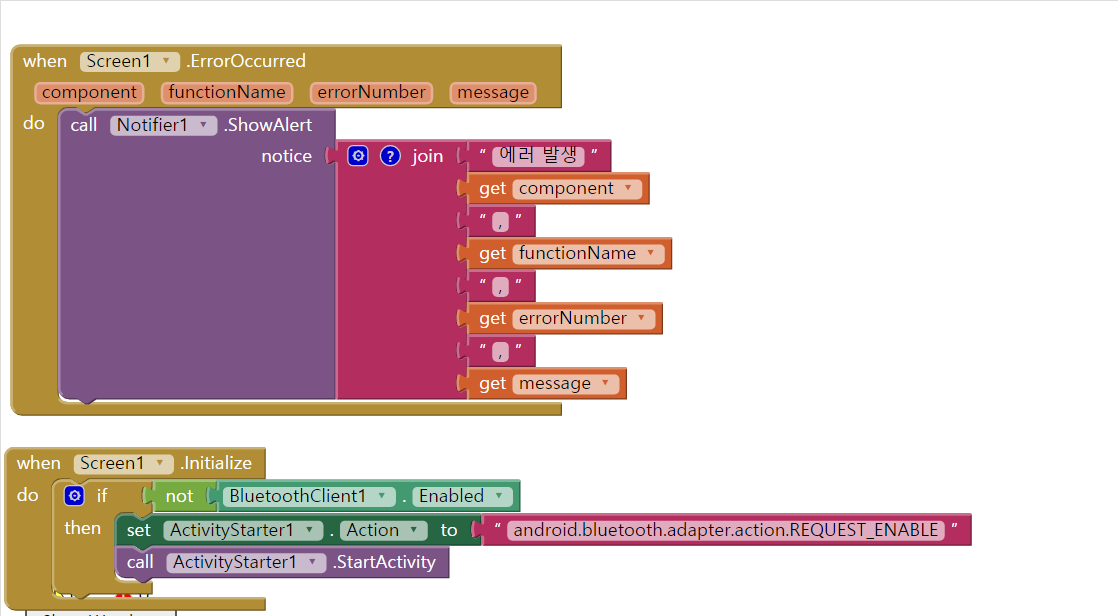 when Screen1 .ErrorOccurred
component functionName errorNumber message
do call Notifier1 .ShowAlert
notice ? join " 에러 발생 "
get component
" , "
get functionName
" , "
get errorNumber
" , "
get message
when Screen1 .Initialize
do if not BluetoothClient1 . Enabled
then set ActivityStarter1 . Action to " android.bluetooth.adapter.action.REQUEST_ENABLE "
call ActivityStarter1 .StartActivity